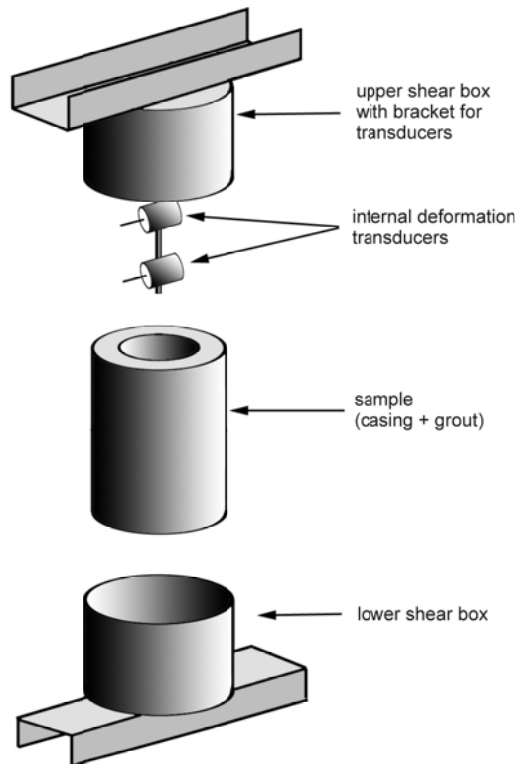 upper shear box
with bracket for
transducers
internal deformation
transducers
sample
(casing + grout)
lower shear box